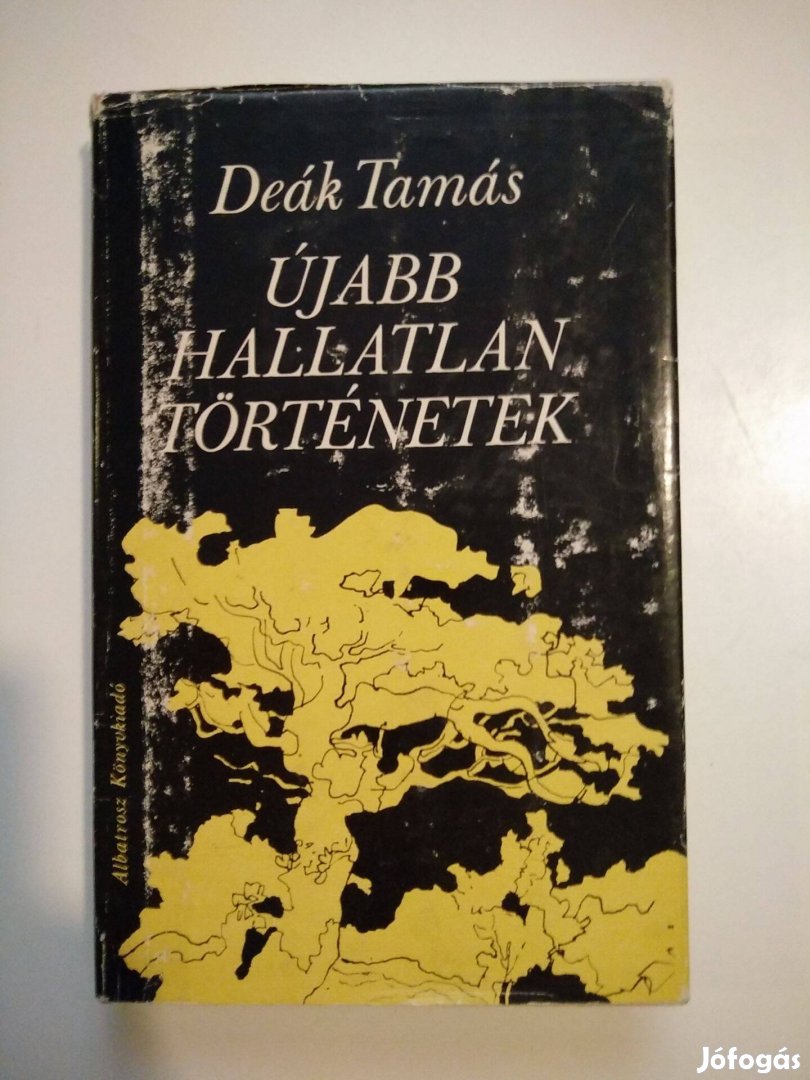 Deák Tamás
ÚJABB
HALLATLAN
TÖRTÉNETEK
Albatrosz Könyvkiadó
Jófogás